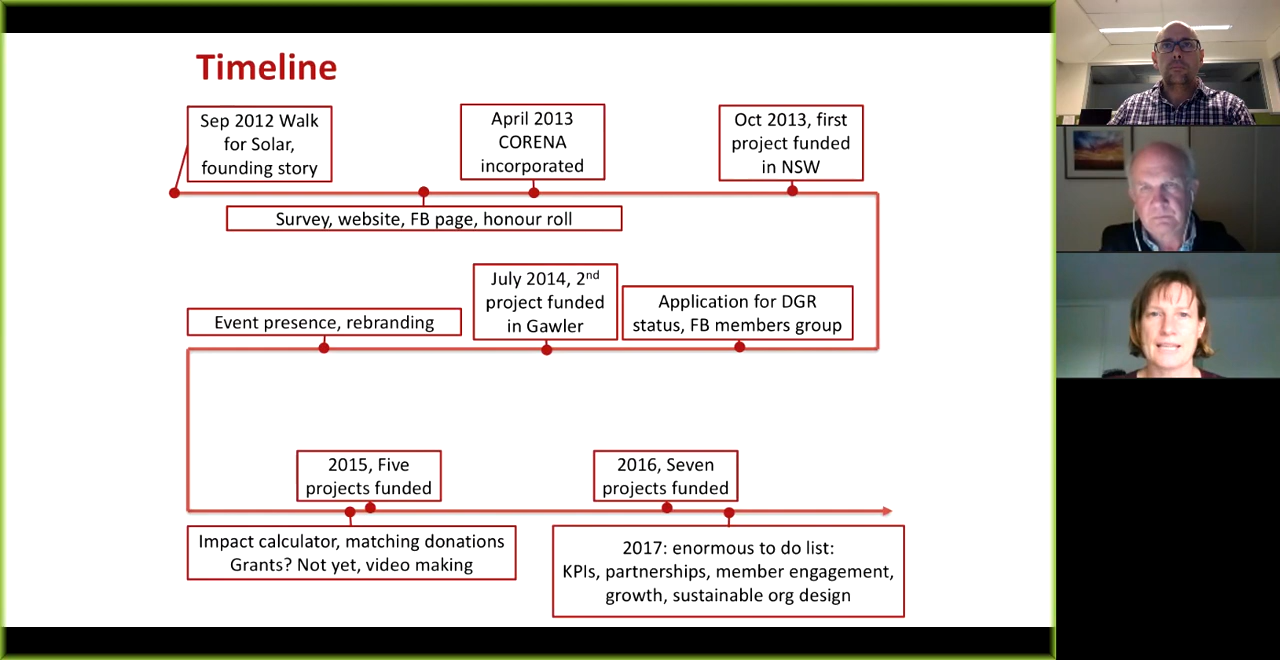 Timeline
Sep 2012 Walk
for Solar,
founding story
April 2013
CORENA
incorporated
Oct 2013, first
project funded
in NSW
Survey, website, FB page, honour roll
Event presence, rebranding
July 2014, 2nd
project funded
in Gawler
Application for DGR
status, FB members group
2015, Five
projects funded
2016, Seven
projects funded
Impact calculator, matching donations
Grants? Not yet, video making
2017: enormous to do list:
KPIs, partnerships, member engagement,
growth, sustainable org design